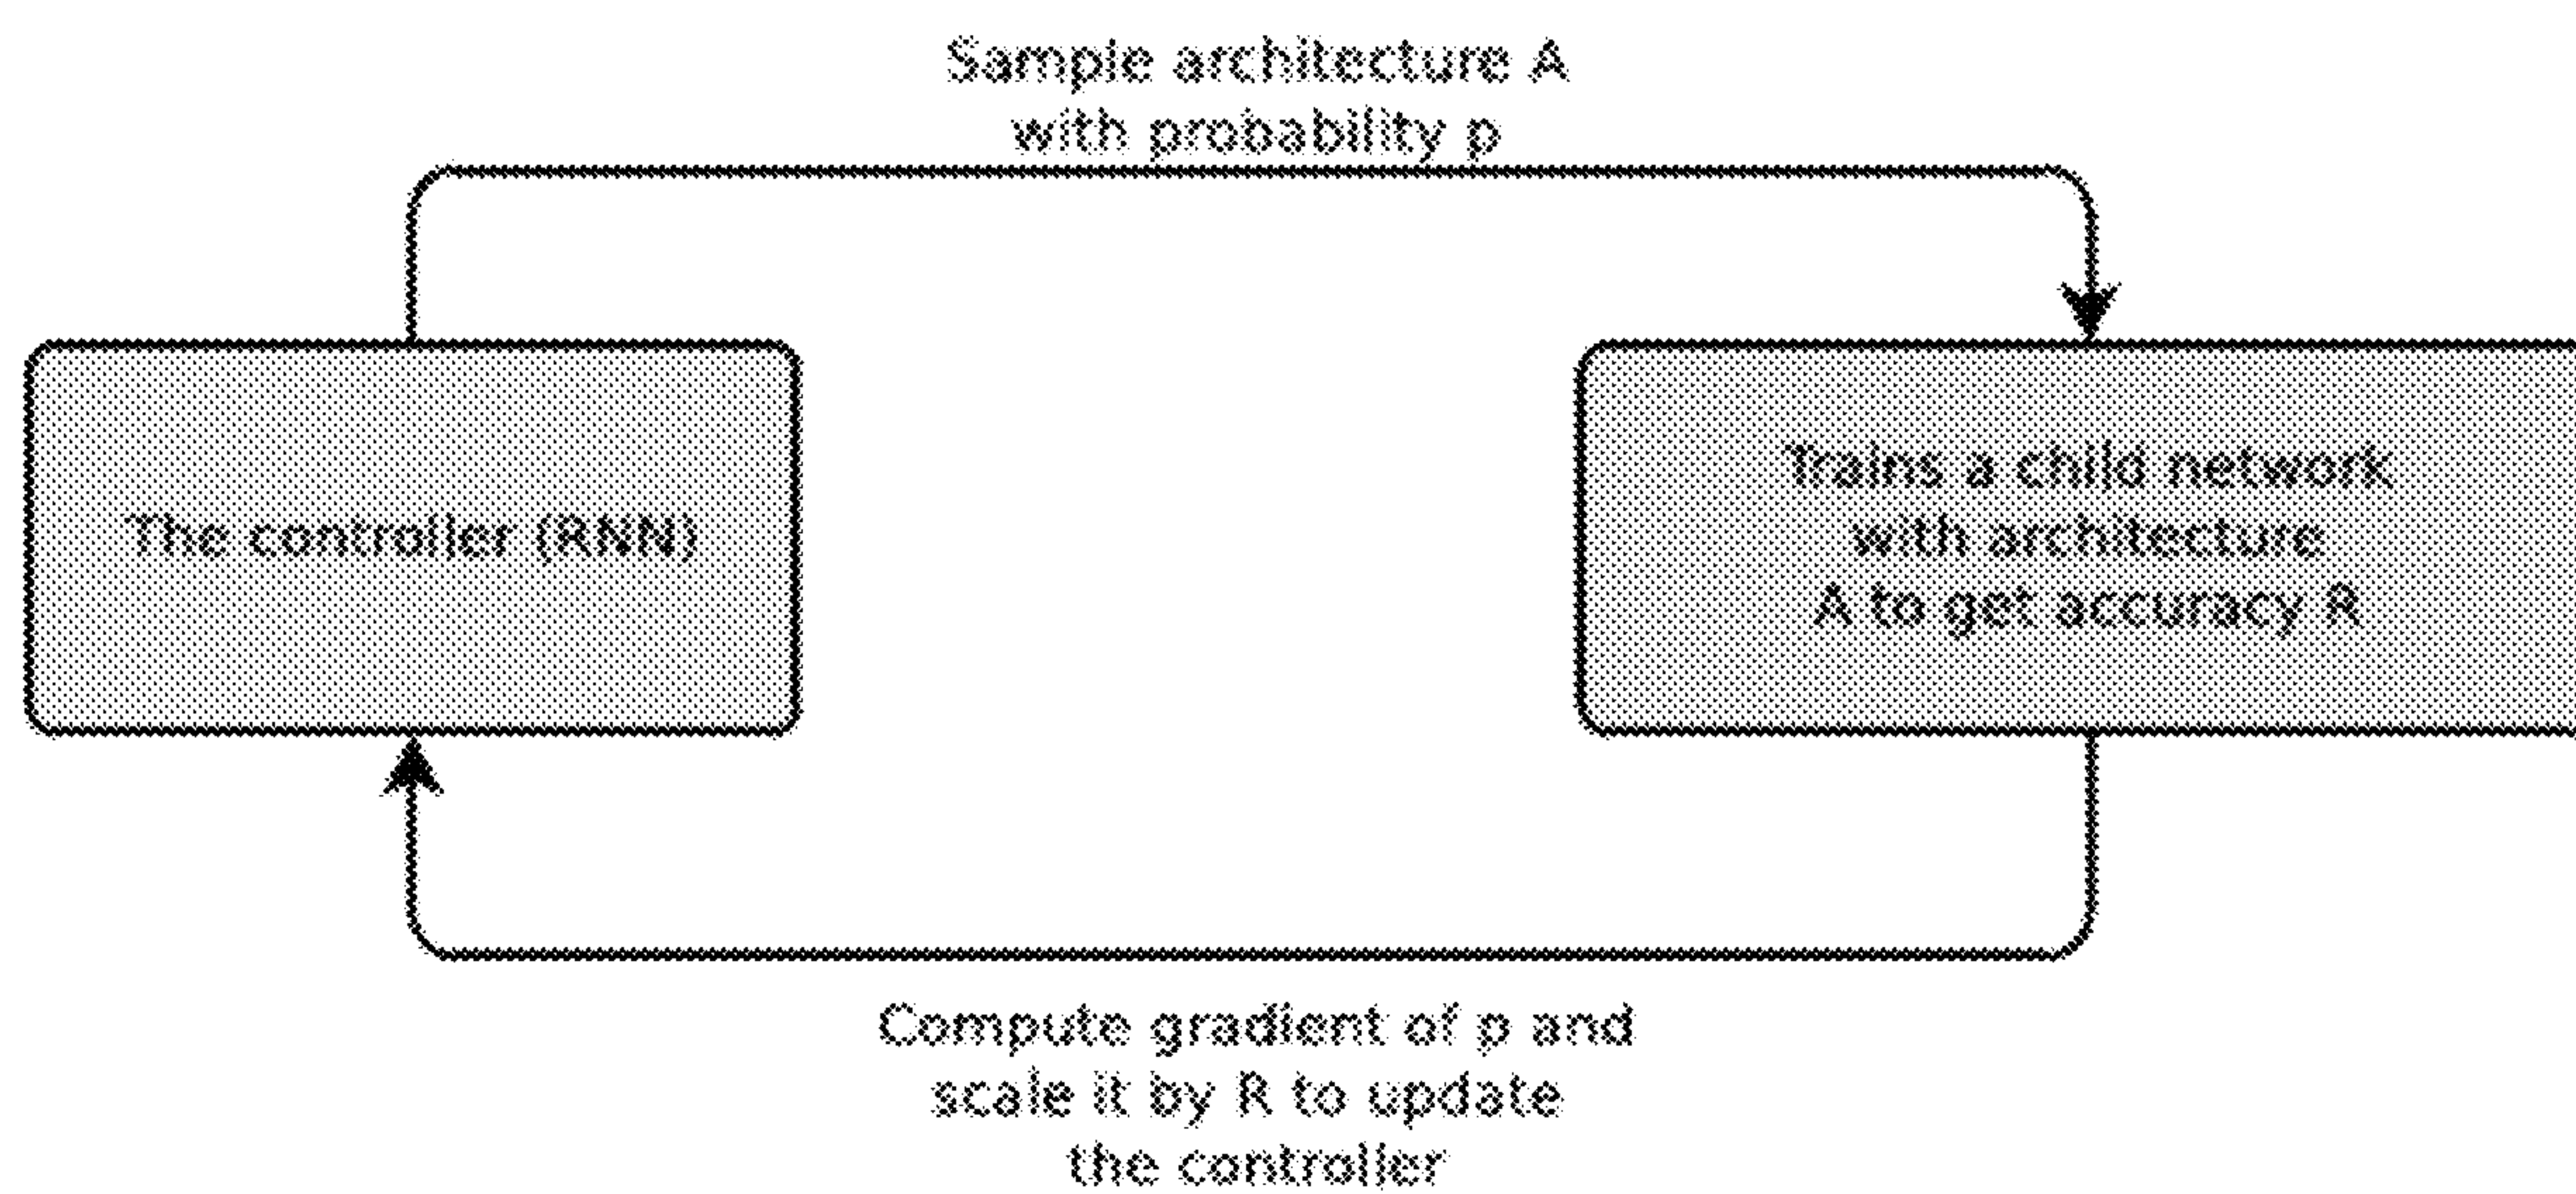 Sample architecture A
with probability p
The controller (RNN)
Trains a child network
with architecture
A to get accuracy R
Compute gradient of p and
scale it by R to update
the controller